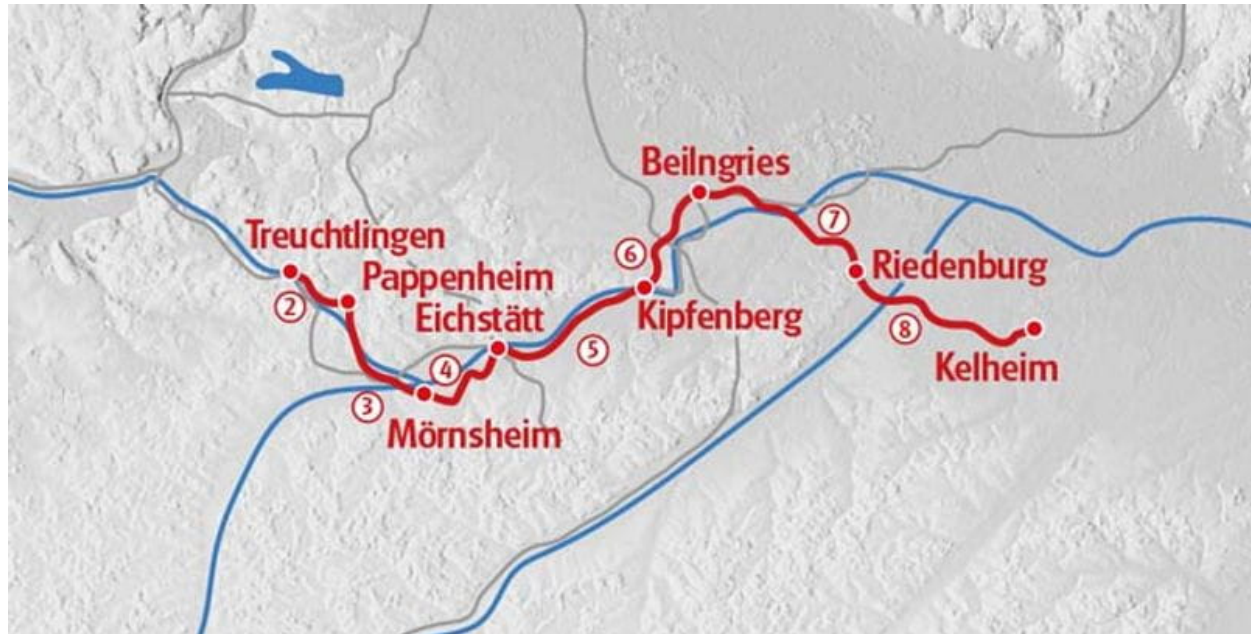 Beilngries
Treuchtlingen
Pappenheim
Eichstätt
Riedenburg
Kipfenberg
Kelheim
Mörnsheim
2
3
4
5
6
7
8